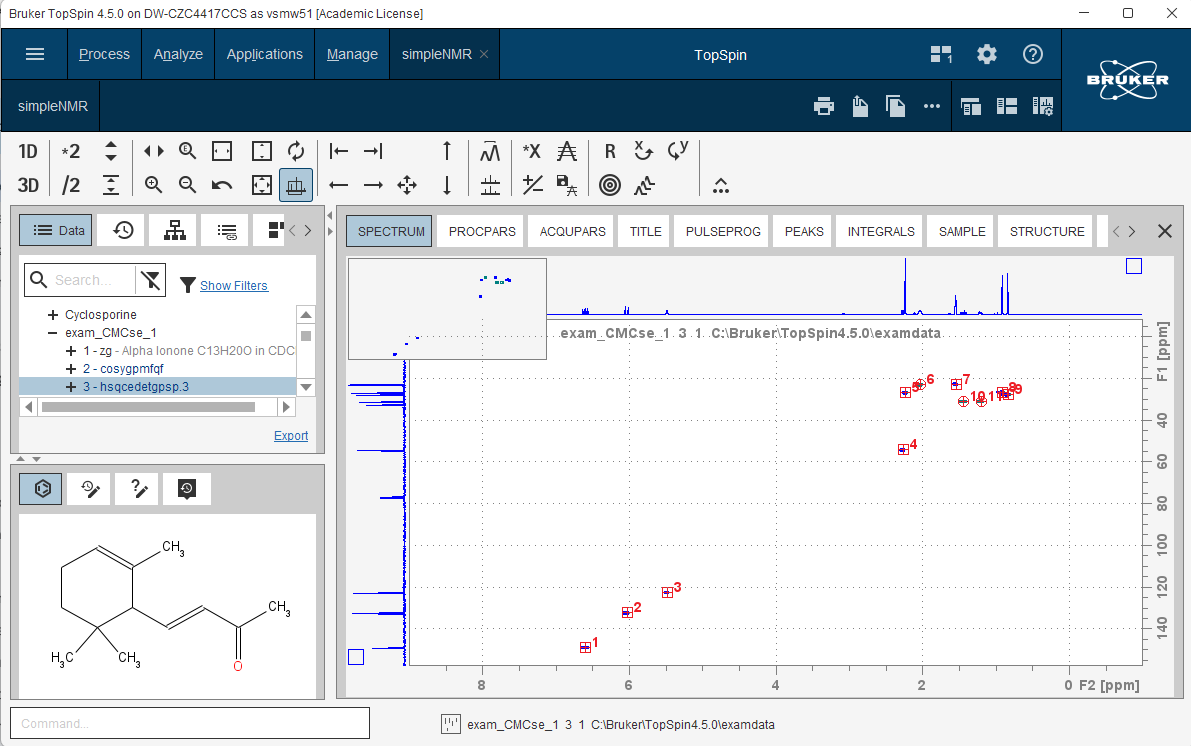 Bruker TopSpin 4.5.0 on DW-CZC4417CCS as vsmw51 [Academic License]
Process Analyze Applications Manage simpleNMR TopSpin 1
BRUKER
simpleNMR
1D *2 E *X R x y
3D /2
Data
SPECTRUM PROCPARS ACQUPARS TITLE PULSEPROG PEAKS INTEGRALS SAMPLE STRUCTURE
Search... Show Filters
Cyclosporine
exam_CMCse_1
1 - zg - Alpha Ionone C13H20O in CDC
2 - cosygpmfqf
3 - hsqcedetgpsp.3
Export
exam_CMCse_1 3 1 C:\Bruker\TopSpin4.5.0\examdata
5 6 7 8 9
10 11
4
3
2
1
F1 [ppm]
40
60
80
100
120
140
8 6 4 2 0 F2 [ppm]
CH3
CH3
H3C CH3
O
Command...
exam_CMCse_1 3 1 C:\Bruker\TopSpin4.5.0\examdata